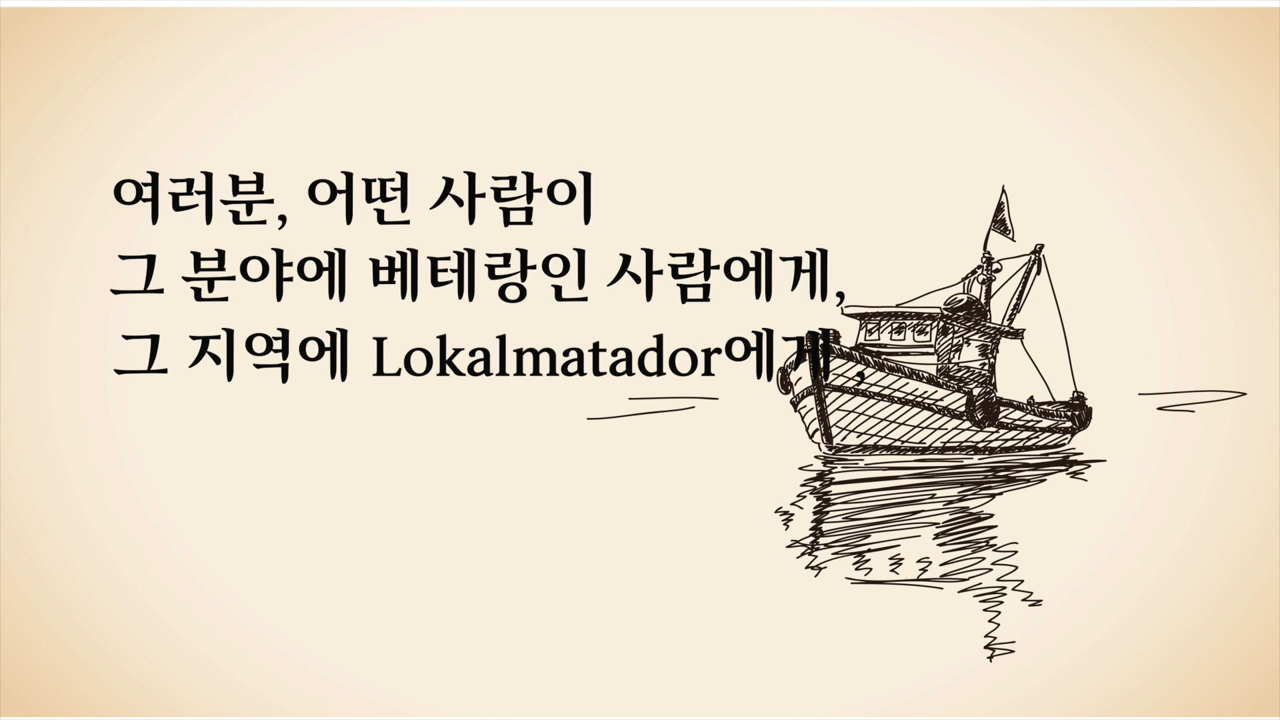 여러분, 어떤 사람이
그 분야에 베테랑인 사람에게,
그 지역에 Lokalmatador에게,